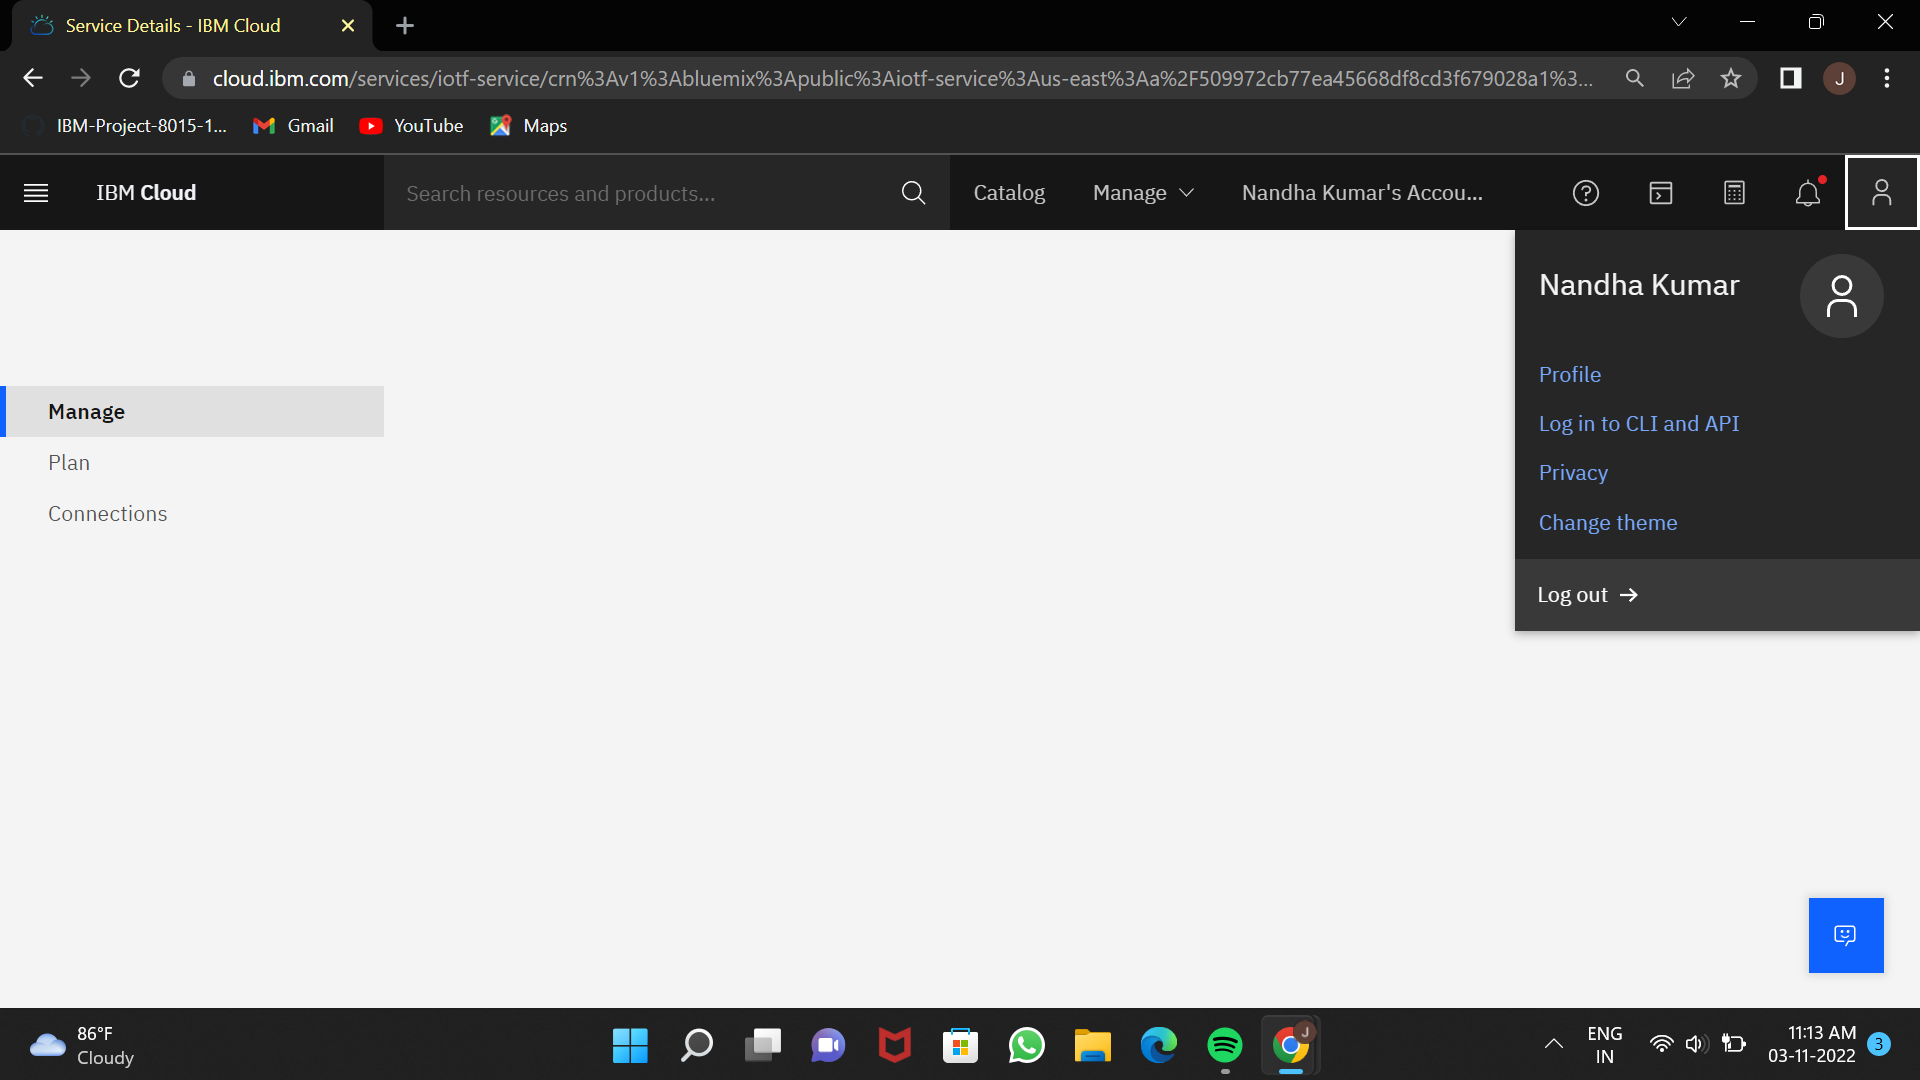 Service Details - IBM Cloud
cloud.ibm.com/services/iotf-service/crn%3Av1%3Abluemix%3Apublic%3Aiotf-service%3Aus-east%3Aa%2F509972cb77ea45668df8cd3f679028a1%3...
J
IBM-Project-8015-1...
Gmail
YouTube
Maps
IBM Cloud
Search resources and products...
Catalog
Manage
Nandha Kumar's Accou...
Nandha Kumar
Profile
Log in to CLI and API
Privacy
Change theme
Log out →
Manage
Plan
Connections
86°F
Cloudy
J
ENG
IN
11:13 AM
03-11-2022
3